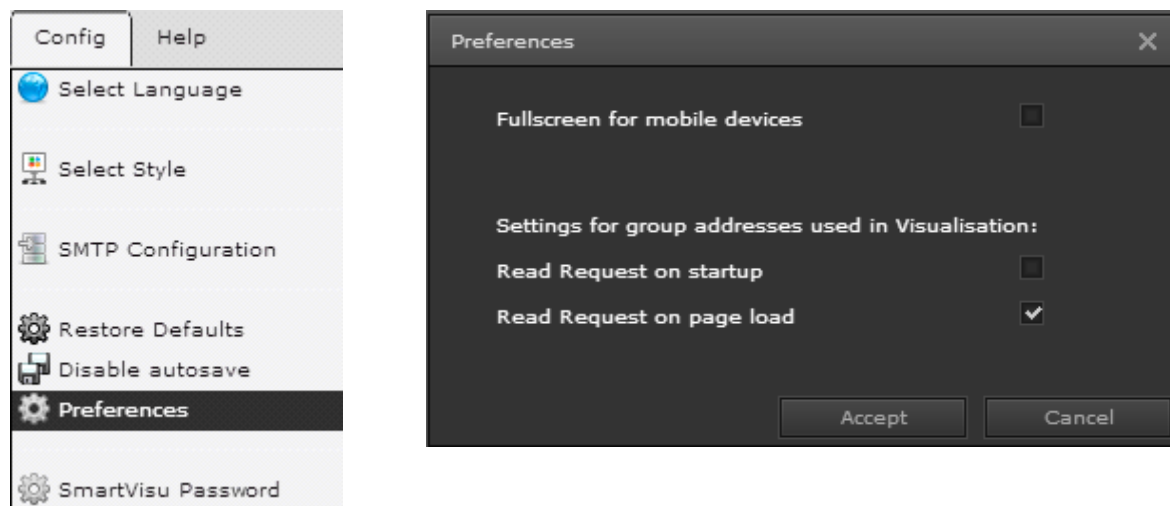 Config
Help
Select Language
Select Style
SMTP Configuration
Restore Defaults
Disable autosave
Preferences
SmartVisu Password
Preferences
Fullscreen for mobile devices
Settings for group addresses used in Visualisation:
Read Request on startup
Read Request on page load
Accept
Cancel